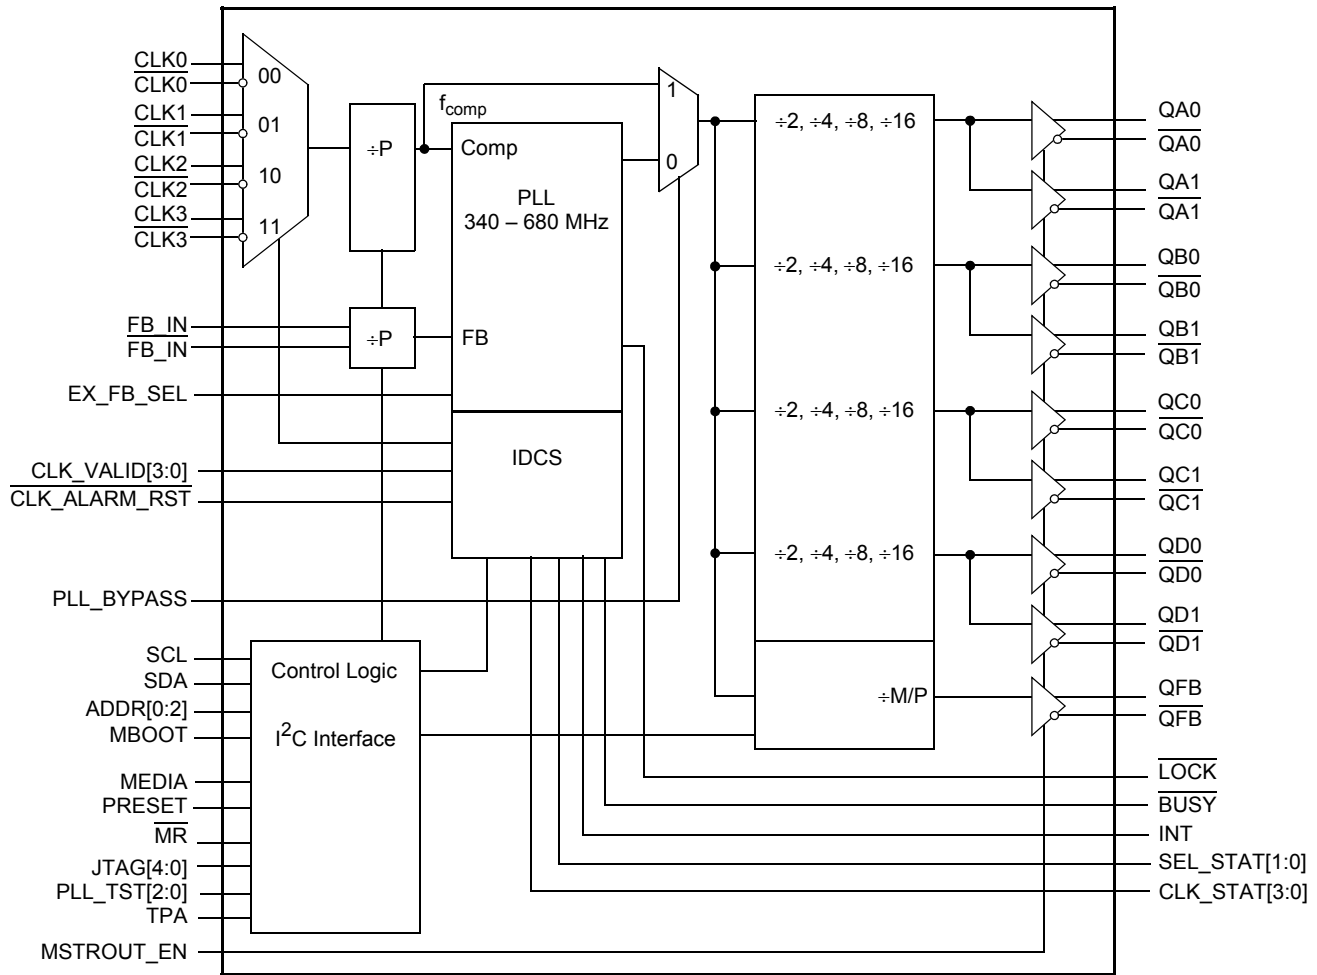 CLK0
CLK0
CLK1
CLK1
CLK2
CLK2
CLK3
CLK3
00
01
10
11
FB_IN
FB_IN
EX_FB_SEL
CLK_VALID[3:0]
CLK_ALARM_RST
PLL_BYPASS
SCL
SDA
ADDR[0:2]
MBOOT
MEDIA
PRESET
MR
JTAG[4:0]
PLL_TST[2:0]
TPA
MSTROUT_EN
÷P
÷P
fcomp
Comp
PLL
340 – 680 MHz
FB
IDCS
Control Logic
I2C Interface
1
0
÷2, ÷4, ÷8, ÷16
÷2, ÷4, ÷8, ÷16
÷2, ÷4, ÷8, ÷16
÷2, ÷4, ÷8, ÷16
÷M/P
QA0
QA0
QA1
QA1
QB0
QB0
QB1
QB1
QC0
QC0
QC1
QC1
QD0
QD0
QD1
QD1
QFB
QFB
LOCK
BUSY
INT
SEL_STAT[1:0]
CLK_STAT[3:0]